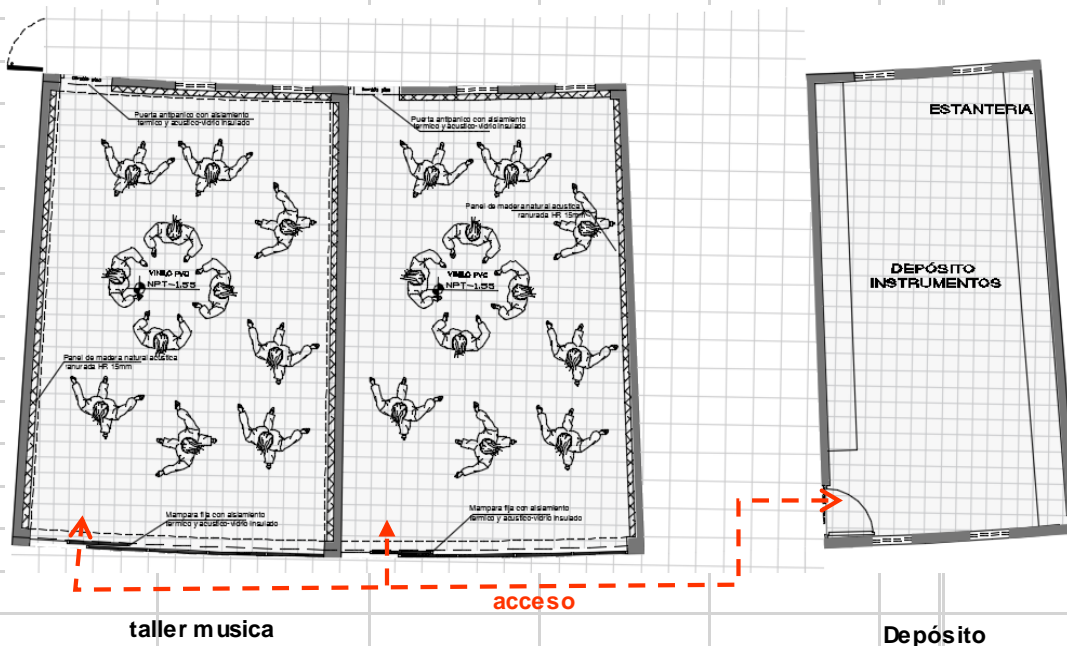 Puerta antipanico con aislamiento
termico y acustico-vidrio insulado
Puerta antipanico con aislamiento
termico y acustico-vidrio insulado
ESTANTERIA
Panel de madera natural acustica
ranurada HR 15mm
VINILO PVC
NPT-1.55
VINILO PVC
NPT-1.55
DEPÓSITO
INSTRUMENTOS
Panel de madera natural acustica
ranurada HR 15mm
Mampara fija con aislamiento
termico y acustico-vidrio insulado
Mampara fija con aislamiento
termico y acustico-vidrio insulado
acceso
taller musica
Depósito